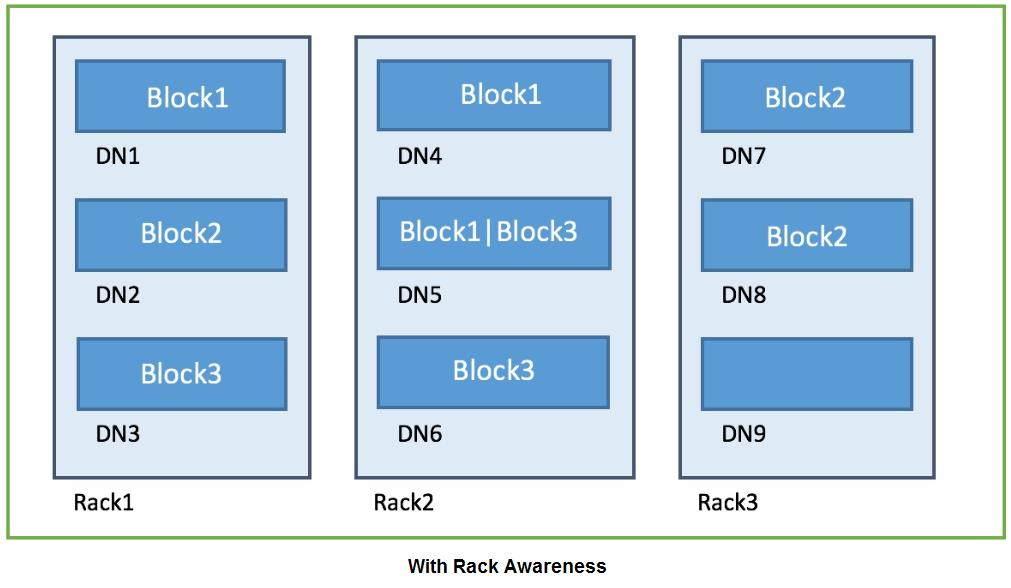 Block1
DN1
Block2
DN2
Block3
DN3
Rack1
Block1
DN4
Block1|Block3
DN5
Block3
DN6
Rack2
Block2
DN7
Block2
DN8
DN9
Rack3
With Rack Awareness